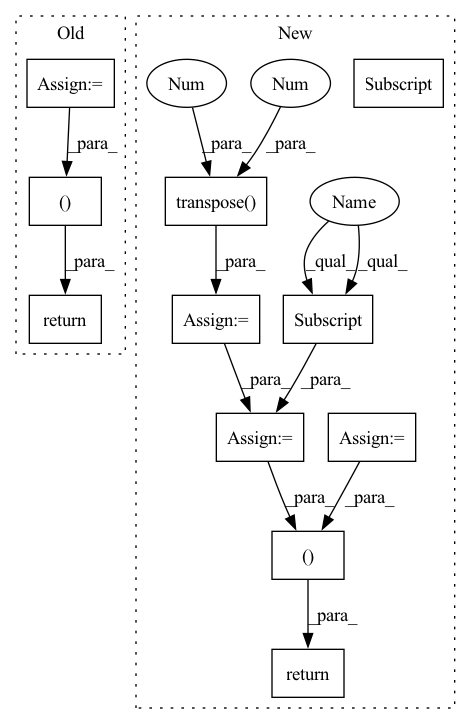 Old
New
Assign:=
Num
Num
Subscript
_para_
_para_
_para_
()
transpose()
Name
_para_
_para_
_qual_
_qual_
return
Assign:=
Subscript
_para_
_para_
Assign:=
Assign:=
_para_
_para_
()
_para_
return